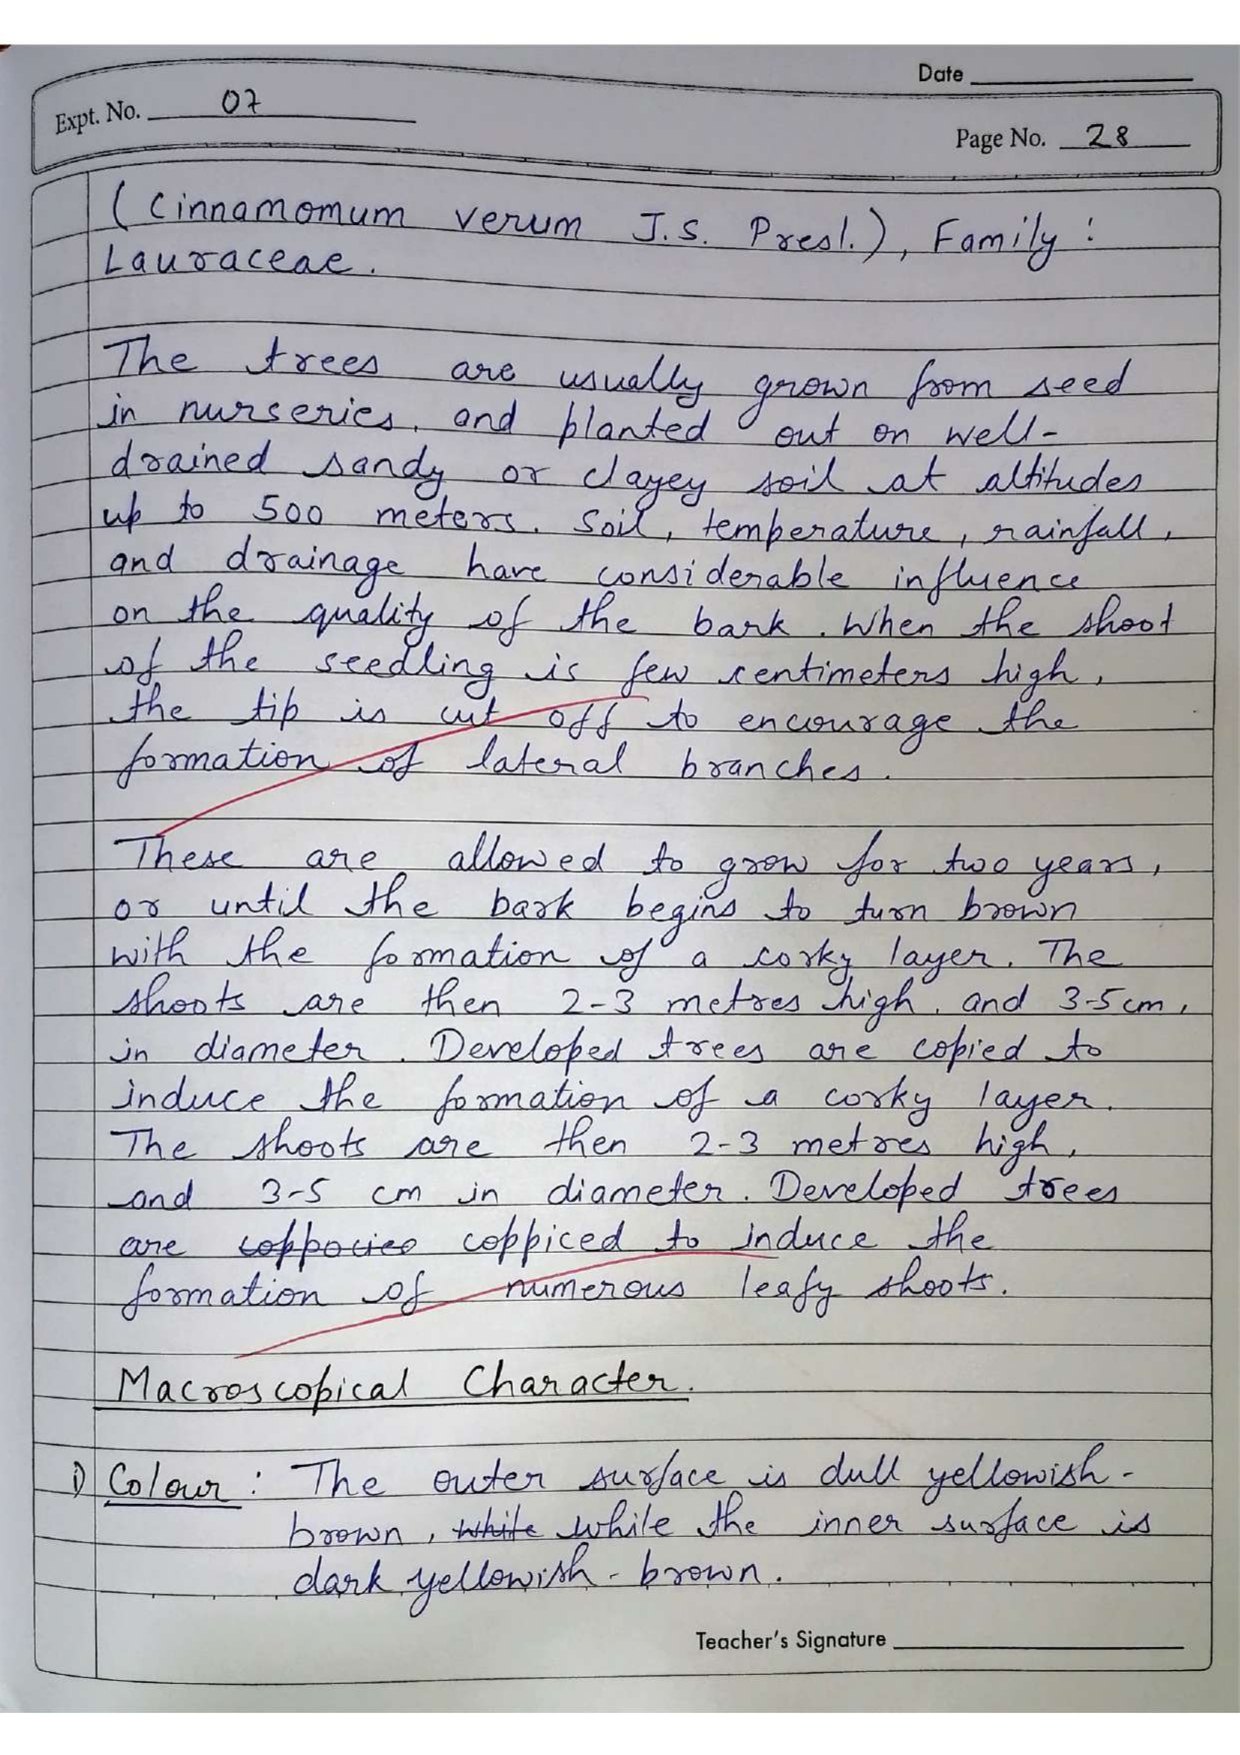 Date
Expt. No. 07
Page No. 28
(Cinnamomum verum J.S. Presl.), Family :
Lauraceae.
The trees are usually grown from seed
in nurseries, and planted out on well-
drained sandy or clayey soil at altitudes
up to 500 meters. Soil, temperature, rainfall,
and drainage have considerable influence
on the quality of the bark. When the shoot
of the seedling is few centimeters high,
the tip is cut off to encourage the
formation of lateral branches.
These are allowed to grow for two years,
or until the bark begins to turn brown
with the formation of a corky layer. The
shoots are then 2-3 metres high, and 3-5 cm,
in diameter. Developed trees are copied to
induce the formation of a corky layer.
The shoots are then 2-3 metres high,
and 3-5 cm in diameter. Developed trees
are coppiced to induce the
formation of numerous leafy shoots.
Macroscopical Character.
i) Colour : The outer surface is dull yellowish-
brown, white while the inner surface is
dark yellowish-brown.
Teacher's Signature